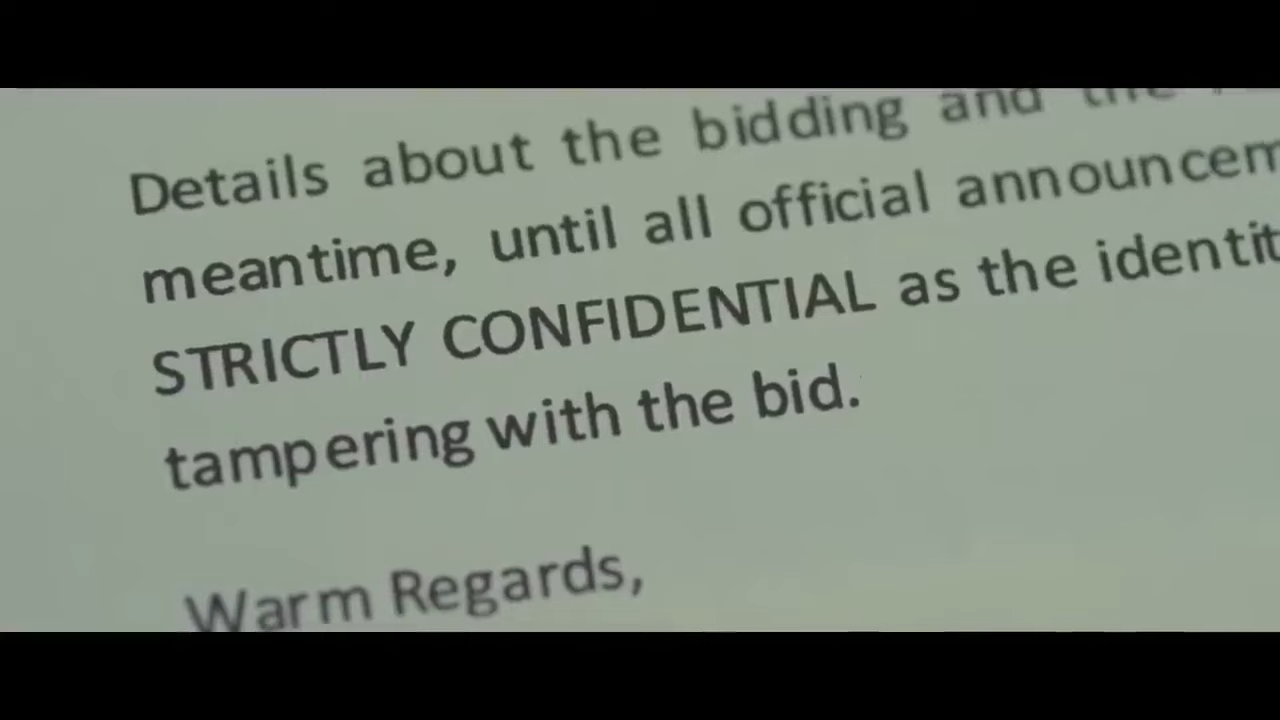 Details about the bidding and the
meantime, until all official announcem
STRICTLY CONFIDENTIAL as the identit
tampering with the bid.
Warm Regards,